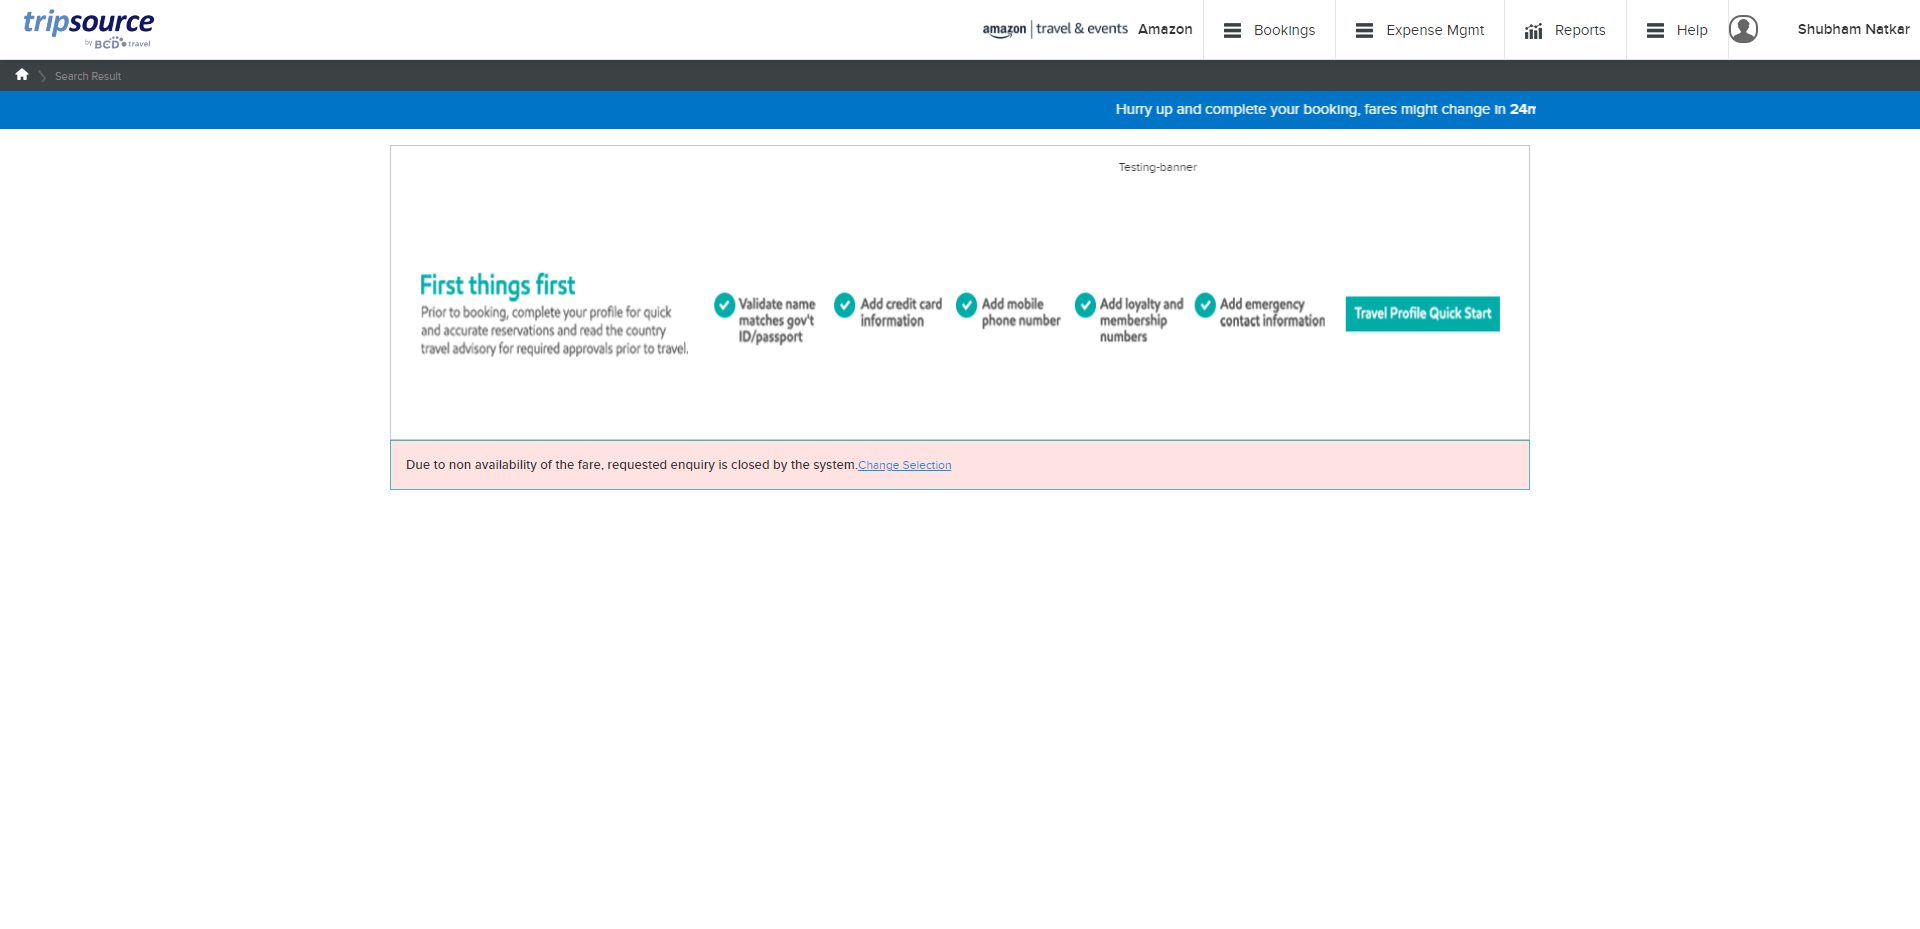 tripsource
by BCD travel
amazon | travel & events Amazon
Bookings
Expense Mgmt
Reports
Help
Shubham Natkar
Search Result
Hurry up and complete your booking, fares might change in 24m
Testing-banner
First things first
Prior to booking, complete your profile for quick
and accurate reservations and read the country
travel advisory for required approvals prior to travel.
Validate name
matches gov't
ID/passport
Add credit card
information
Add mobile
phone number
Add loyalty and
membership
numbers
Add emergency
contact information
Travel Profile Quick Start
Due to non availability of the fare, requested enquiry is closed by the system.Change Selection